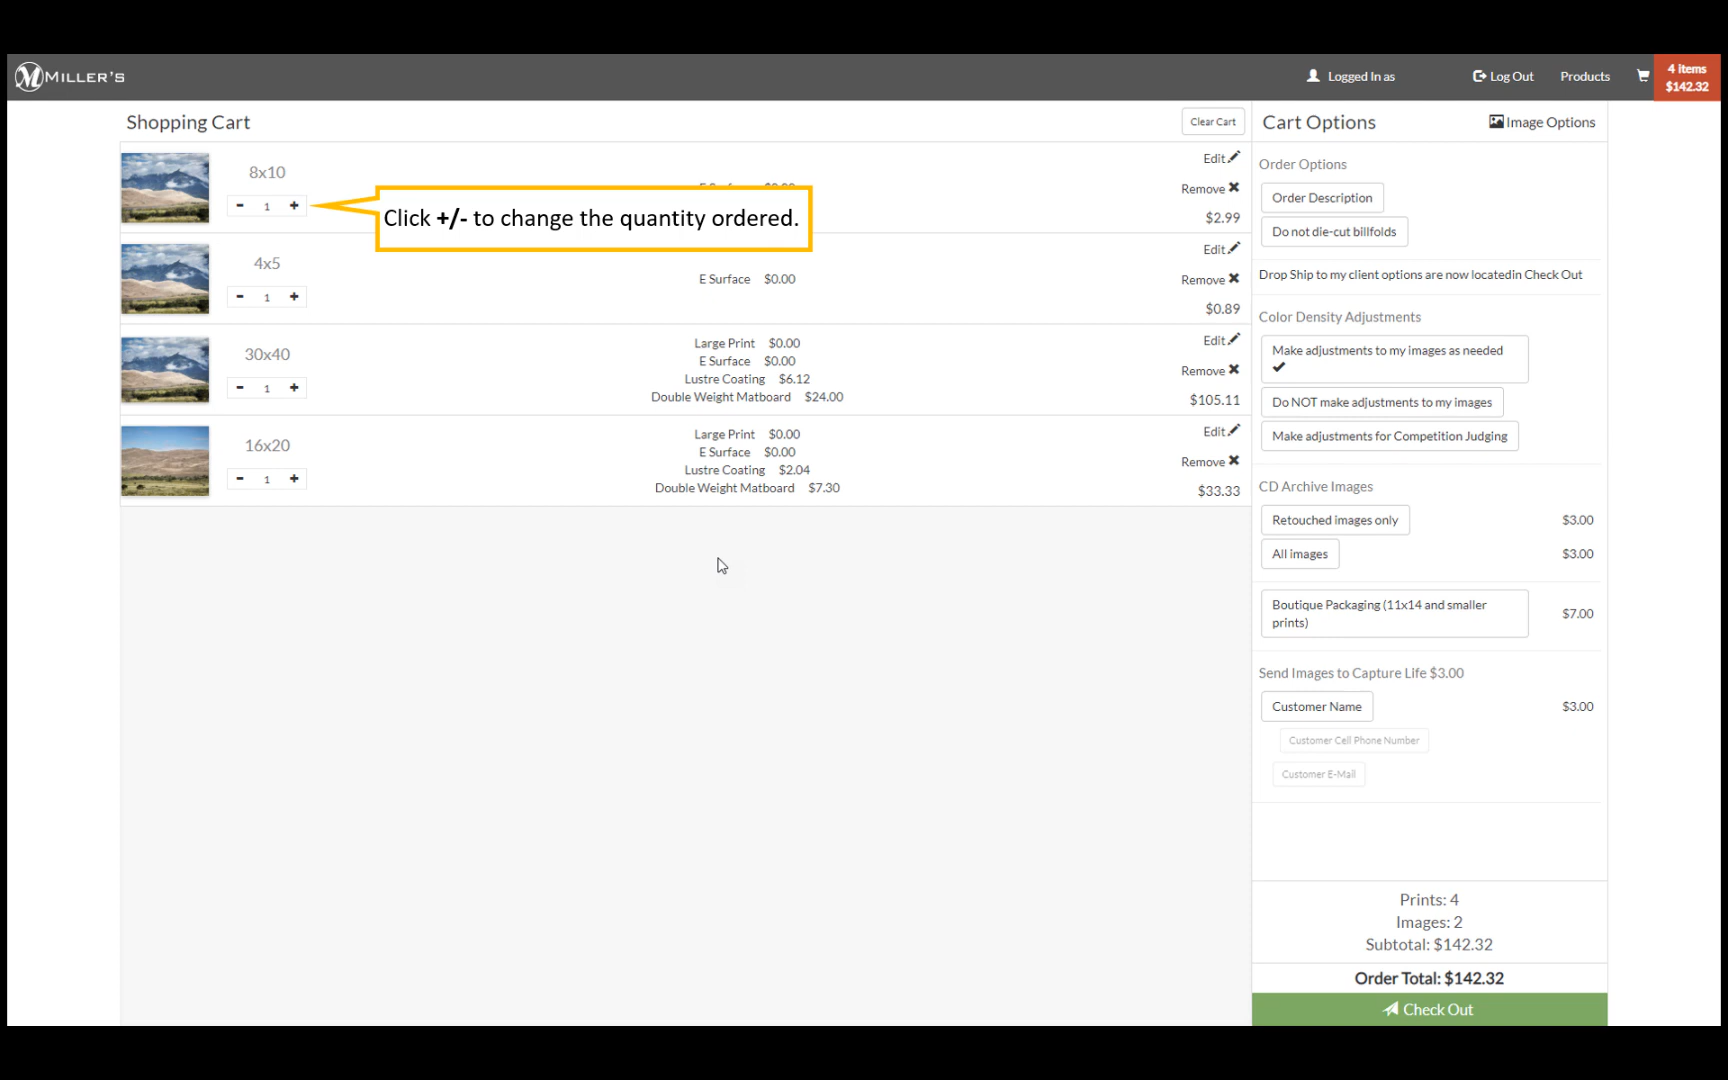 MILLER'S
Logged In as
Log Out
Products
4 items
$142.32
Shopping Cart
Clear Cart
8x10
- 1 +
Click +/- to change the quantity ordered.
Edit
Remove
$2.99
4x5
- 1 +
E Surface $0.00
Edit
Remove
$0.89
30x40
- 1 +
Large Print $0.00
E Surface $0.00
Lustre Coating $6.12
Double Weight Matboard $24.00
Edit
Remove
$105.11
16x20
- 1 +
Large Print $0.00
E Surface $0.00
Lustre Coating $2.04
Double Weight Matboard $7.30
Edit
Remove
$33.33
Cart Options
Image Options
Order Options
Order Description
Do not die-cut billfolds
Drop Ship to my client options are now locatedin Check Out
Color Density Adjustments
Make adjustments to my images as needed
Do NOT make adjustments to my images
Make adjustments for Competition Judging
CD Archive Images
Retouched images only $3.00
All images $3.00
Boutique Packaging (11x14 and smaller
prints)
$7.00
Send Images to Capture Life $3.00
Customer Name $3.00
Customer Cell Phone Number
Customer E-Mail
Prints: 4
Images: 2
Subtotal: $142.32
Order Total: $142.32
Check Out